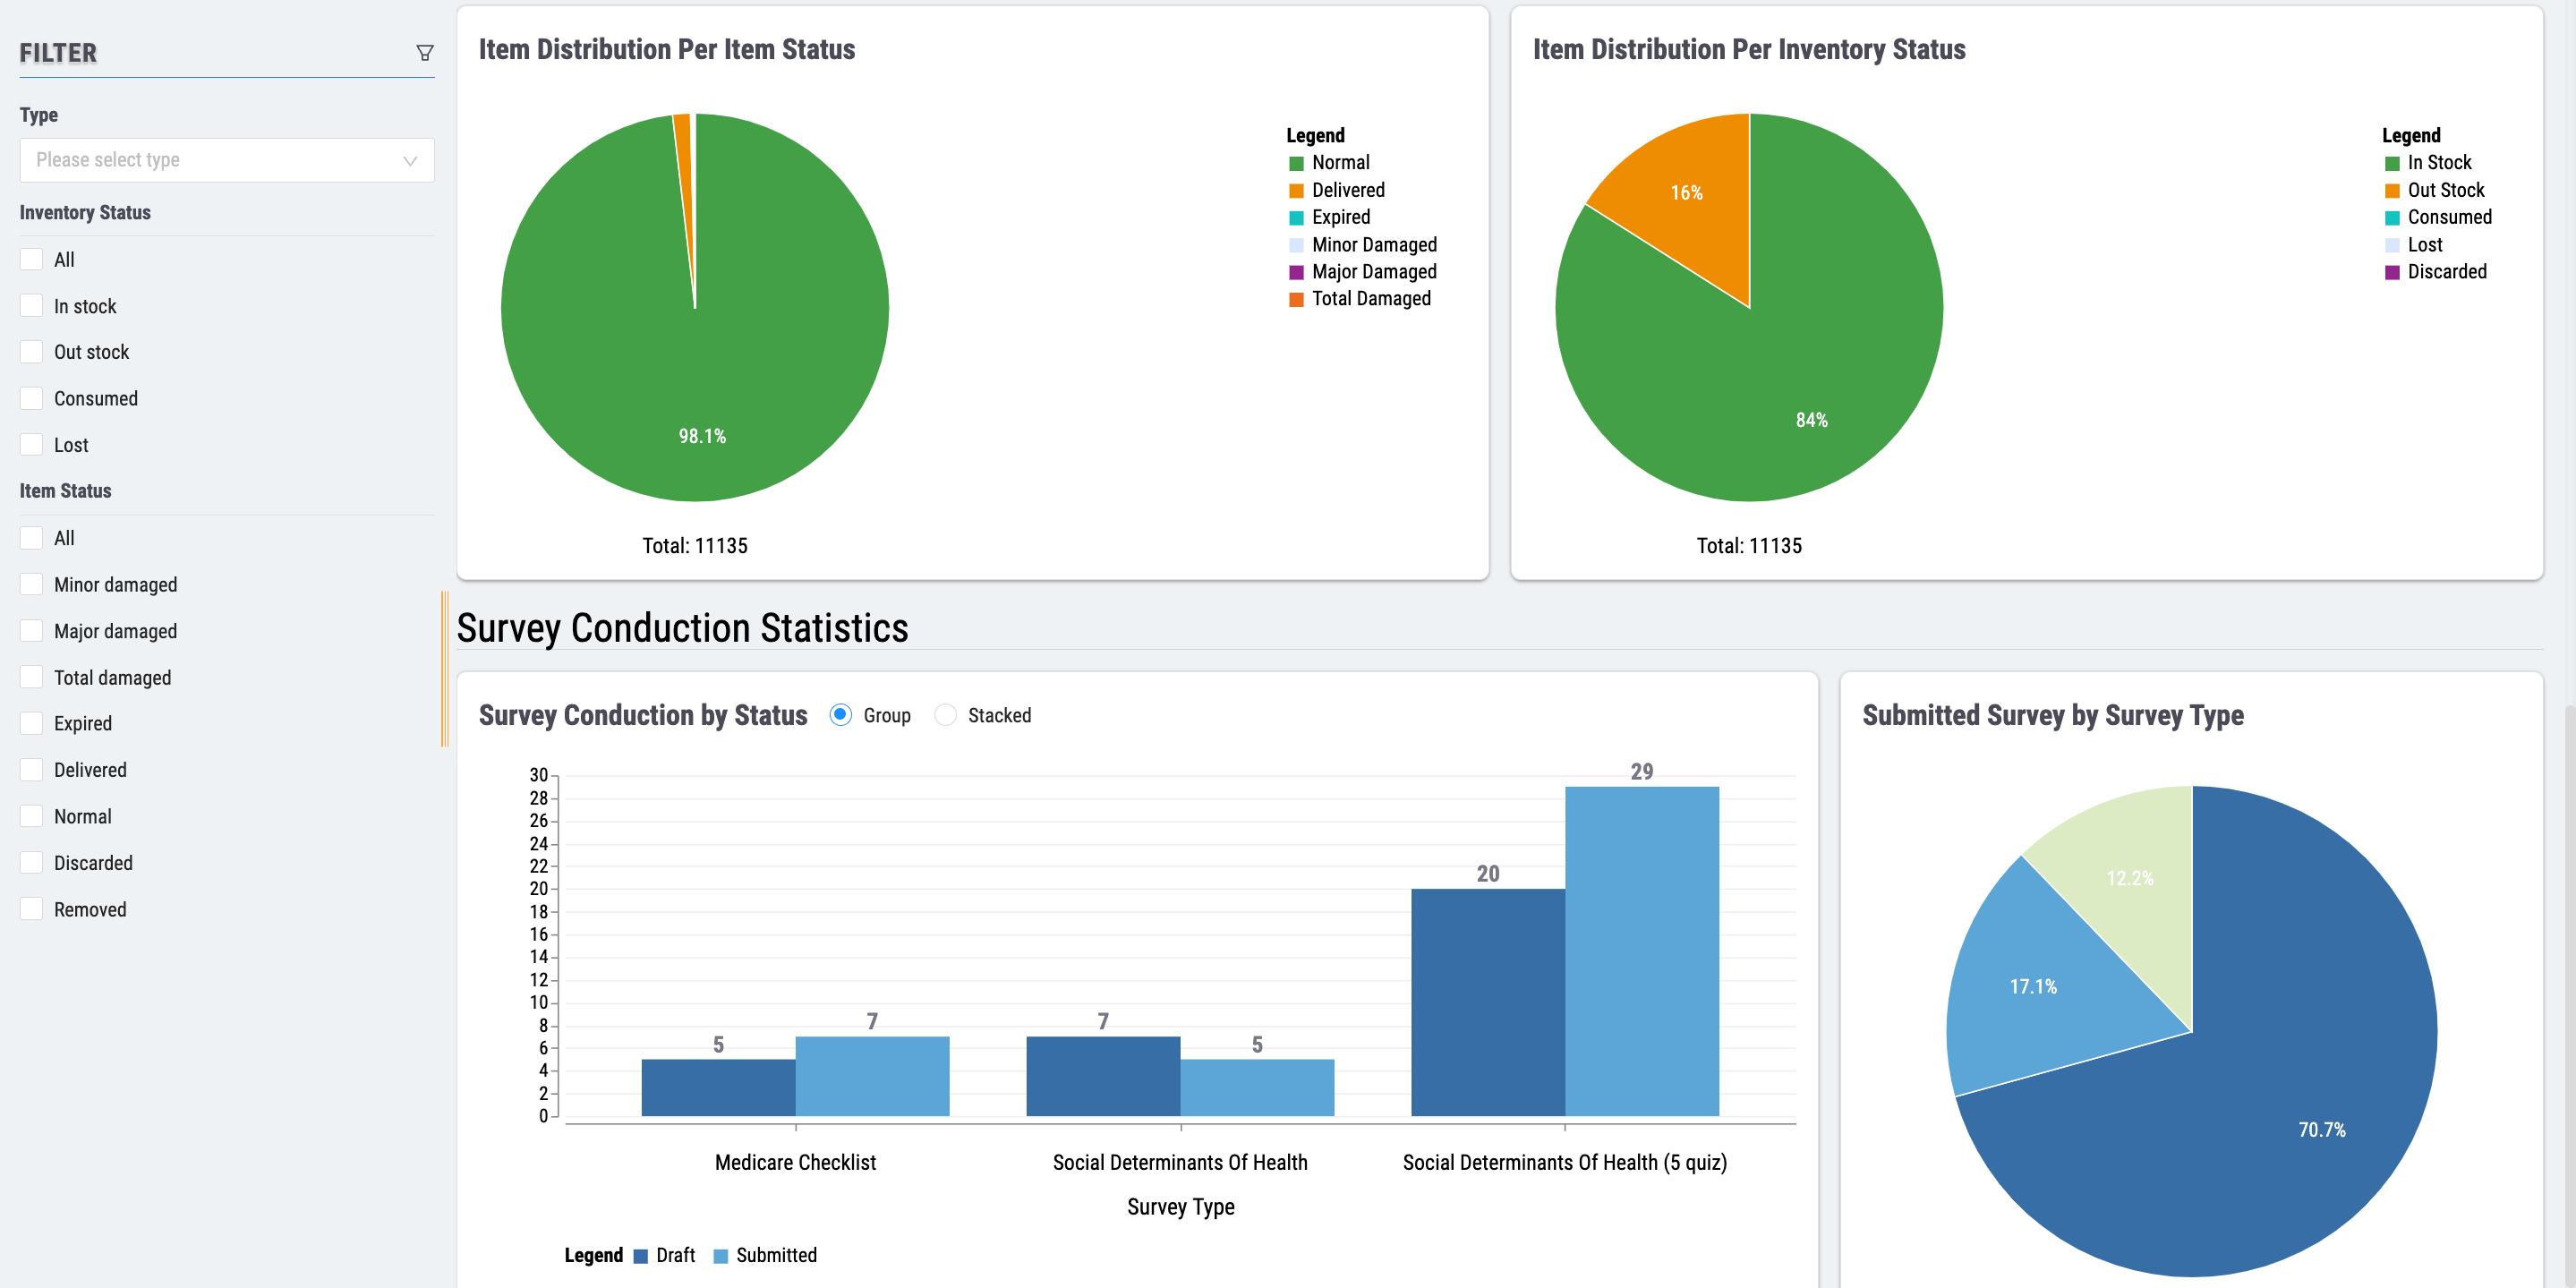 FILTER
Type
Please select type
Inventory Status
All
In stock
Out stock
Consumed
Lost
Item Status
All
Minor damaged
Major damaged
Total damaged
Expired
Delivered
Normal
Discarded
Removed
Item Distribution Per Item Status
98.1%
Total: 11135
Legend
Normal
Delivered
Expired
Minor Damaged
Major Damaged
Total Damaged
Item Distribution Per Inventory Status
16%
84%
Total: 11135
Legend
In Stock
Out Stock
Consumed
Lost
Discarded
Survey Conduction Statistics
Survey Conduction by Status Group Stacked
30
28
26
24
22
20
18
16
14
12
10
8
6
4
2
0
5
7
7
5
20
29
Medicare Checklist
Social Determinants Of Health
Social Determinants Of Health (5 quiz)
Survey Type
Legend Draft Submitted
Submitted Survey by Survey Type
12.2%
17.1%
70.7%